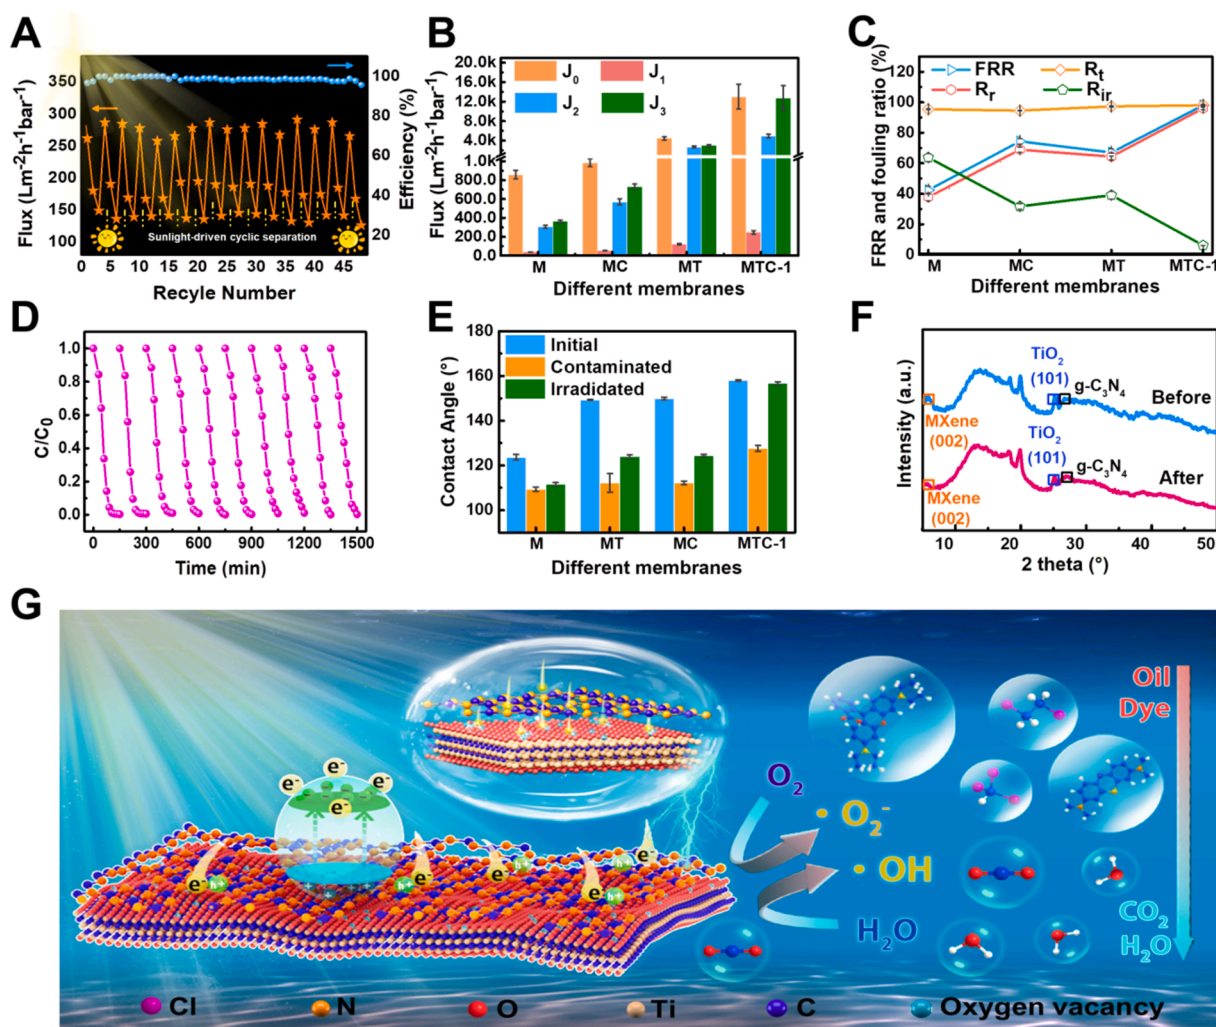 A
Flux (Lm⁻²h⁻¹bar⁻¹)
350
300
250
200
150
100
100
80
60
40
20
Efficiency (%)
Sunlight-driven cyclic separation
0 5 10 15 20 25 30 35 40 45
Recyle Number
B
Flux (Lm⁻²h⁻¹bar⁻¹)
20.0k
16.0k
12.0k
8.0k
4.0k
1.0k
800.0
600.0
400.0
200.0
0.0
J₀ J₁
J₂ J₃
M MC MT MTC-1
Different membranes
C
FRR and fouling ratio (%)
120
100
80
60
40
20
0
FRR Rt
Rr Rir
M MC MT MTC-1
Different membranes
D
C/C₀
1.0
0.8
0.6
0.4
0.2
0.0
0 300 600 900 1200 1500
Time (min)
E
Contact Angle (°)
180
160
140
120
100
Initial
Contaminated
Irradidated
M MT MC MTC-1
Different membranes
F
Intensity (a.u.)
TiO₂
(101)
g-C₃N₄
Before
MXene
(002)
TiO₂
(101)
g-C₃N₄
After
MXene
(002)
10 20 30 40 50
2 theta (°)
G
e⁻ e⁻ e⁻ e⁻
e⁻ h⁺ e⁻ h⁺ e⁻ h⁺ e⁻ h⁺ e⁻ h⁺
Oil
Dye
O₂
· O₂⁻
· OH
H₂O
CO₂
H₂O
Cl N O Ti C Oxygen vacancy